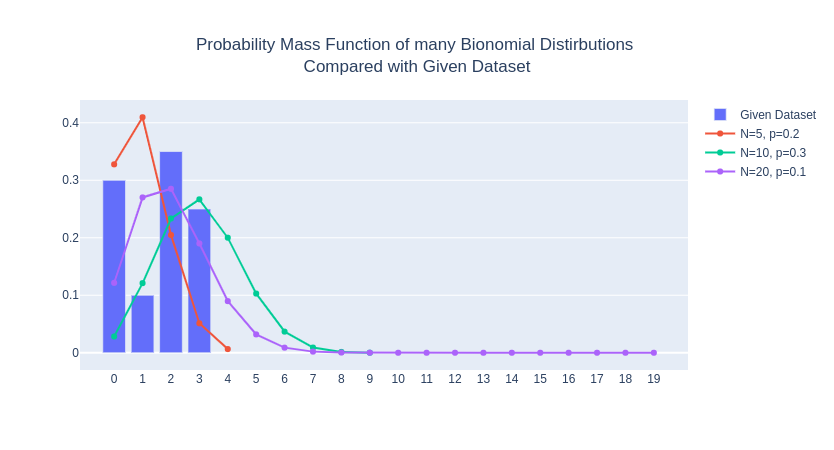 Probability Mass Function of many Bionomial Distirbutions
Compared with Given Dataset
Given Dataset
N=5, p=0.2
N=10, p=0.3
N=20, p=0.1
0.4
0.3
0.2
0.1
0
0 1 2 3 4 5 6 7 8 9 10 11 12 13 14 15 16 17 18 19